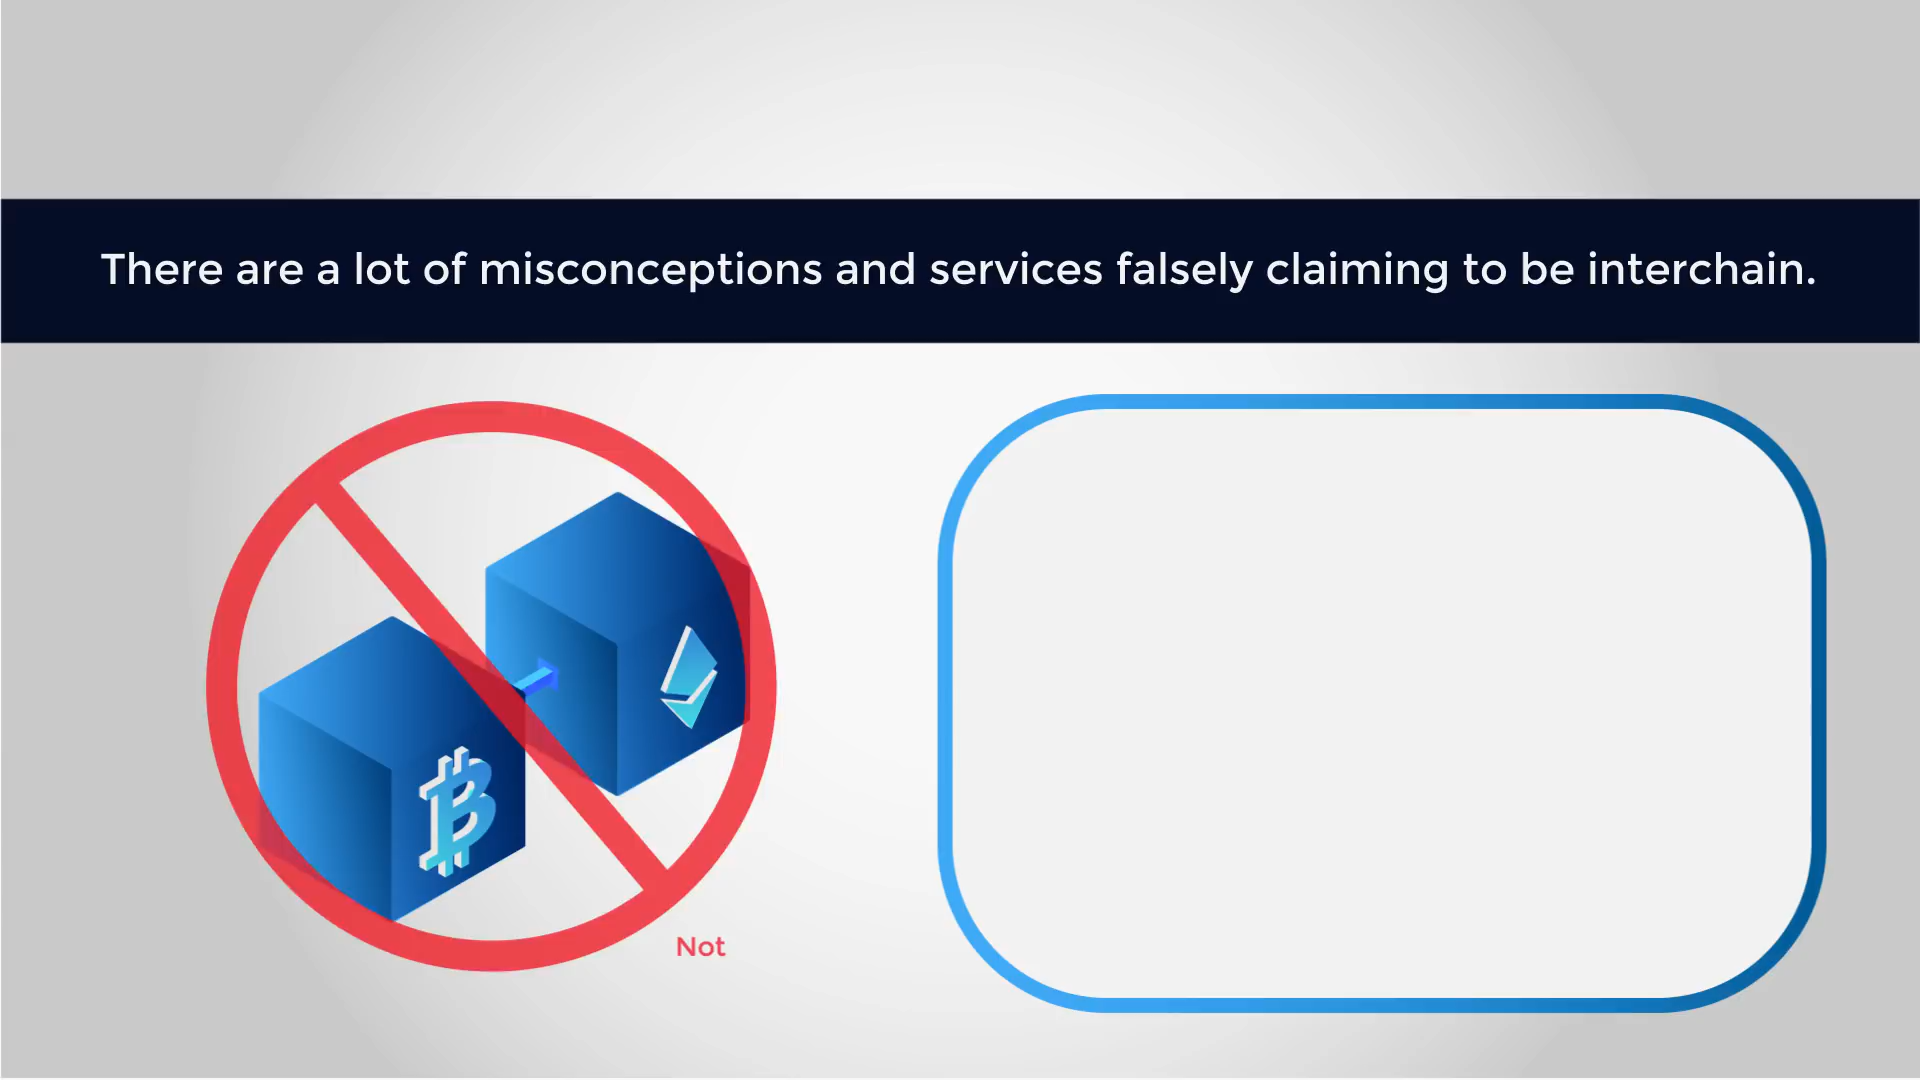 There are a lot of misconceptions and services falsely claiming to be interchain.
Not